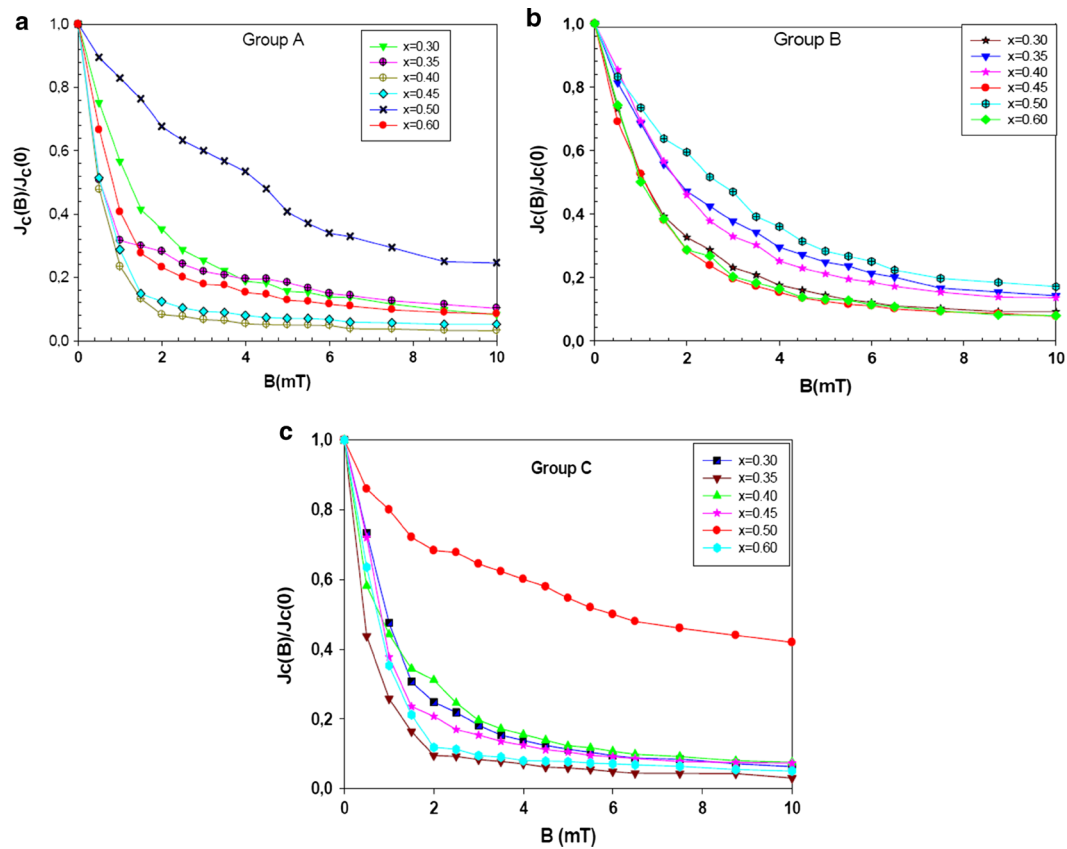 a
Group A
x=0.30
x=0.35
x=0.40
x=0.45
x=0.50
x=0.60
JC(B)/JC(0)
1,0
0,8
0,6
0,4
0,2
0,0
0 2 4 6 8 10
B(mT)
b
Group B
x=0.30
x=0.35
x=0.40
x=0.45
x=0.50
x=0.60
Jc(B)/Jc(0)
1,0
0,8
0,6
0,4
0,2
0,0
0 2 4 6 8 10
B(mT)
c
Group C
x=0.30
x=0.35
x=0.40
x=0.45
x=0.50
x=0.60
Jc(B)/Jc(0)
1,0
0,8
0,6
0,4
0,2
0,0
0 2 4 6 8 10
B (mT)